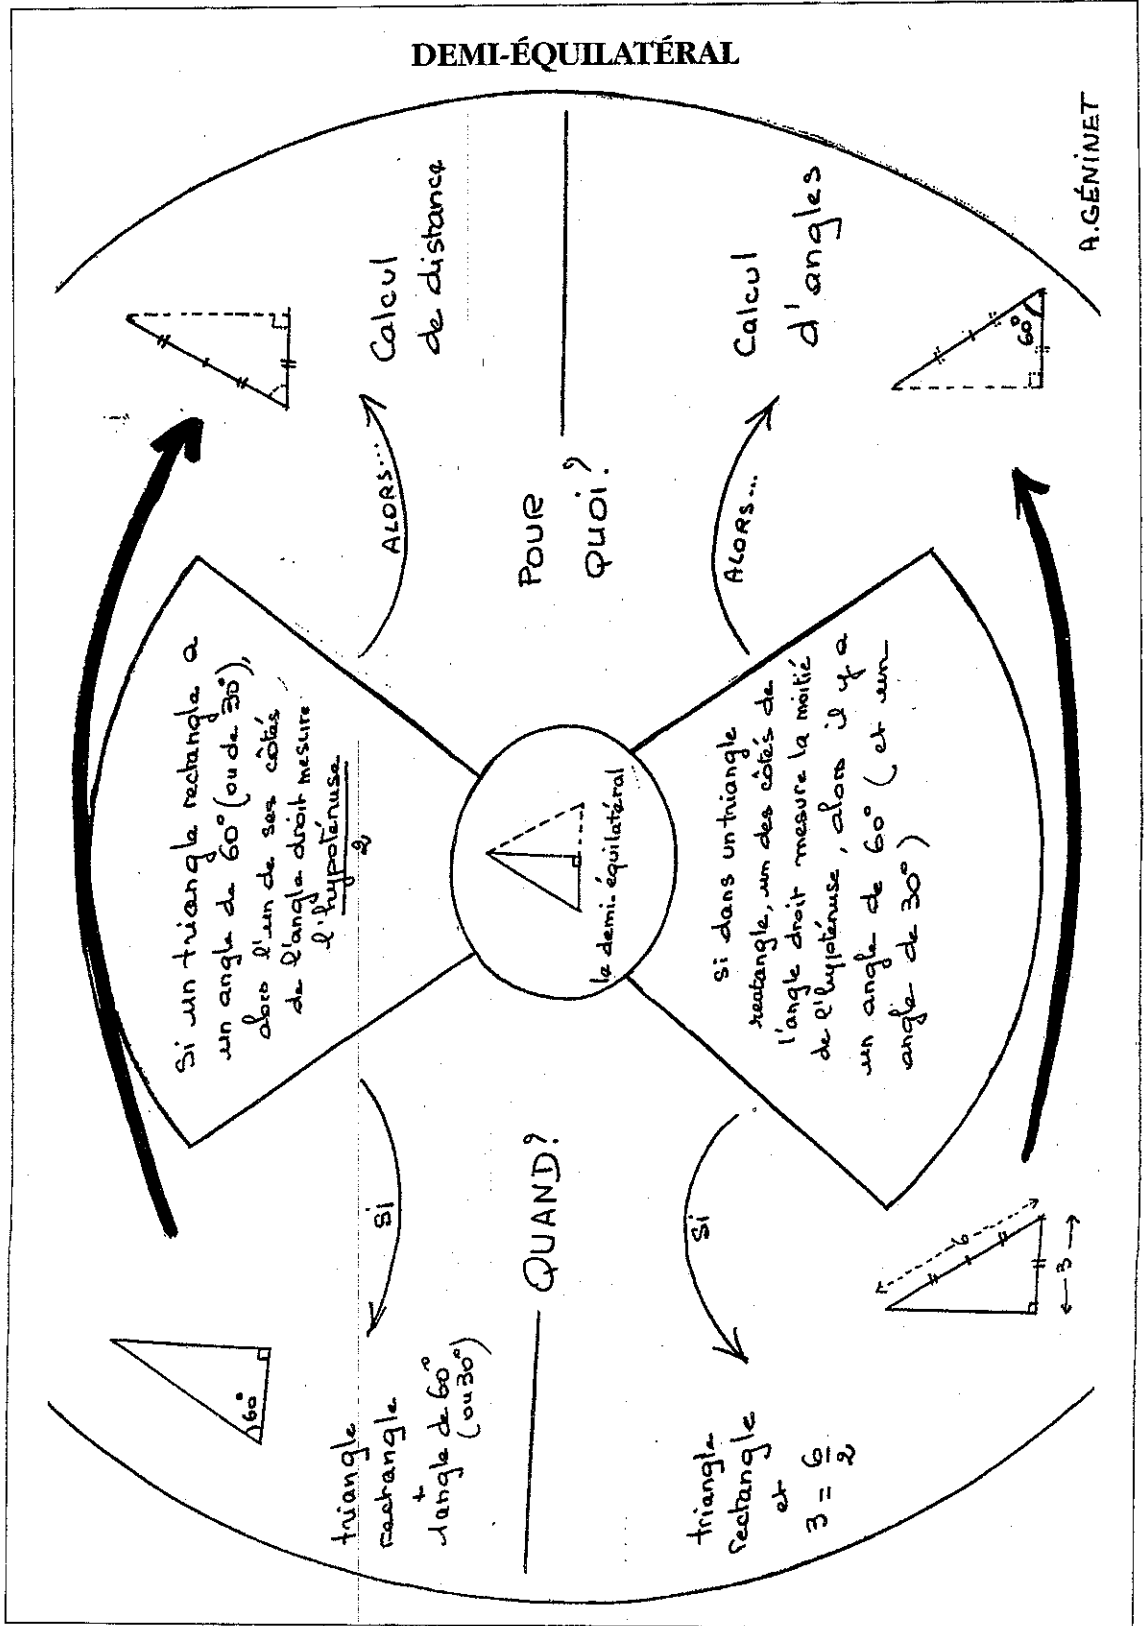 DEMI-ÉQUILATÉRAL
60°
triangle
rectangle
+
1 angle de 60°
(ou 30°)
Si
Si un triangle rectangle a
un angle de 60° (ou de 30°),
alors l'un de ses côtés
de l'angle droit mesure
l'hypoténuse
2
ALORS...
Calcul
de distance
QUAND?
le demi-équilatéral
POUR
QUOI?
triangle
rectangle
et
3 = 6
2
Si
6
← 3 →
Si dans un triangle
rectangle, un des côtés de
l'angle droit mesure la moitié
de l'hypoténuse, alors il y a
un angle de 60° (et un
angle de 30°)
ALORS...
Calcul
d'angles
60°
A.GÉNINET